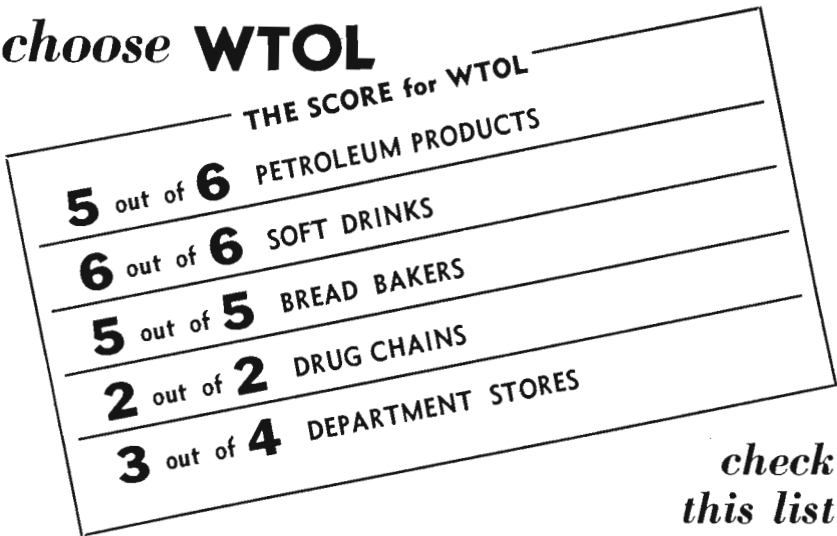 choose WTOL
THE SCORE for WTOL
5 out of 6 PETROLEUM PRODUCTS
6 out of 6 SOFT DRINKS
5 out of 5 BREAD BAKERS
2 out of 2 DRUG CHAINS
3 out of 4 DEPARTMENT STORES
check
this list